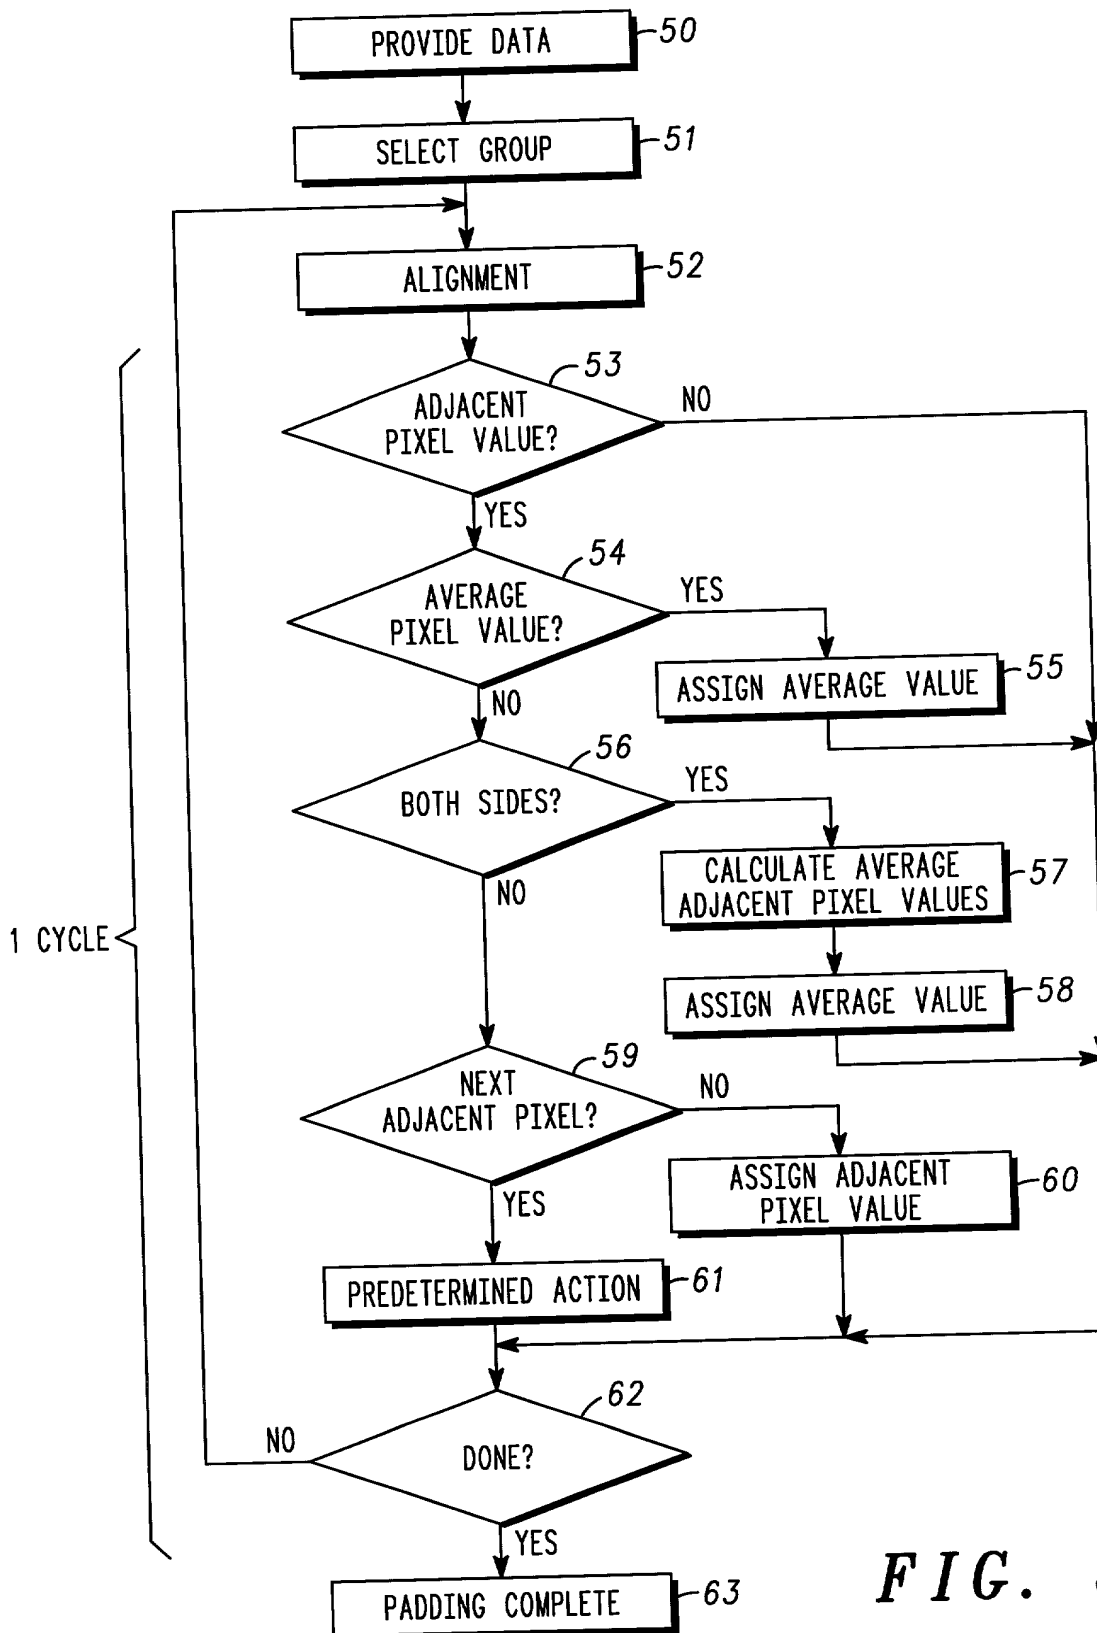 PROVIDE DATA
50
SELECT GROUP
51
ALIGNMENT
52
ADJACENT
PIXEL VALUE?
53
NO
YES
AVERAGE
PIXEL VALUE?
54
YES
ASSIGN AVERAGE VALUE
55
NO
BOTH SIDES?
56
YES
CALCULATE AVERAGE
ADJACENT PIXEL VALUES
57
NO
1 CYCLE
ASSIGN AVERAGE VALUE
58
NEXT
ADJACENT PIXEL?
59
NO
ASSIGN ADJACENT
PIXEL VALUE
60
YES
PREDETERMINED ACTION
61
DONE?
62
NO
YES
PADDING COMPLETE
63
FIG.